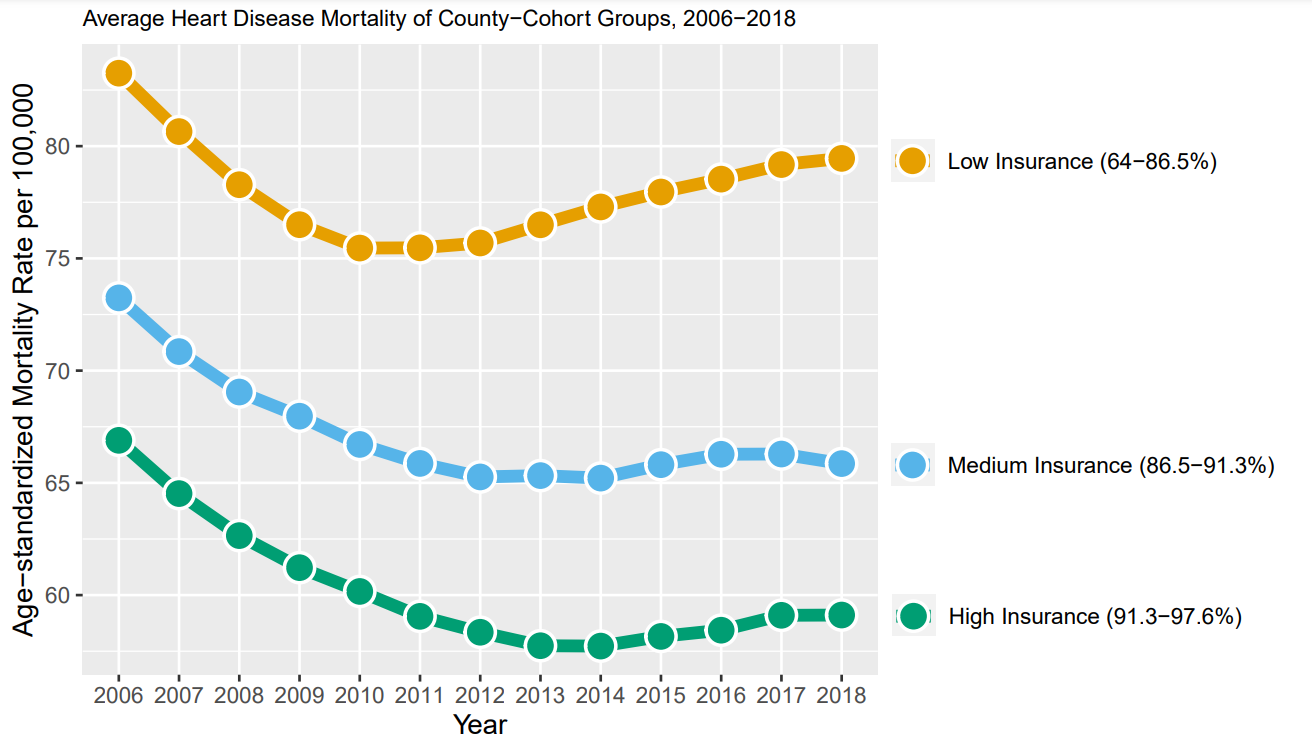 Average Heart Disease Mortality of County−Cohort Groups, 2006−2018
Age−standardized Mortality Rate per 100,000
80
75
70
65
60
2006 2007 2008 2009 2010 2011 2012 2013 2014 2015 2016 2017 2018
Year
Low Insurance (64−86.5%)
Medium Insurance (86.5−91.3%)
High Insurance (91.3−97.6%)